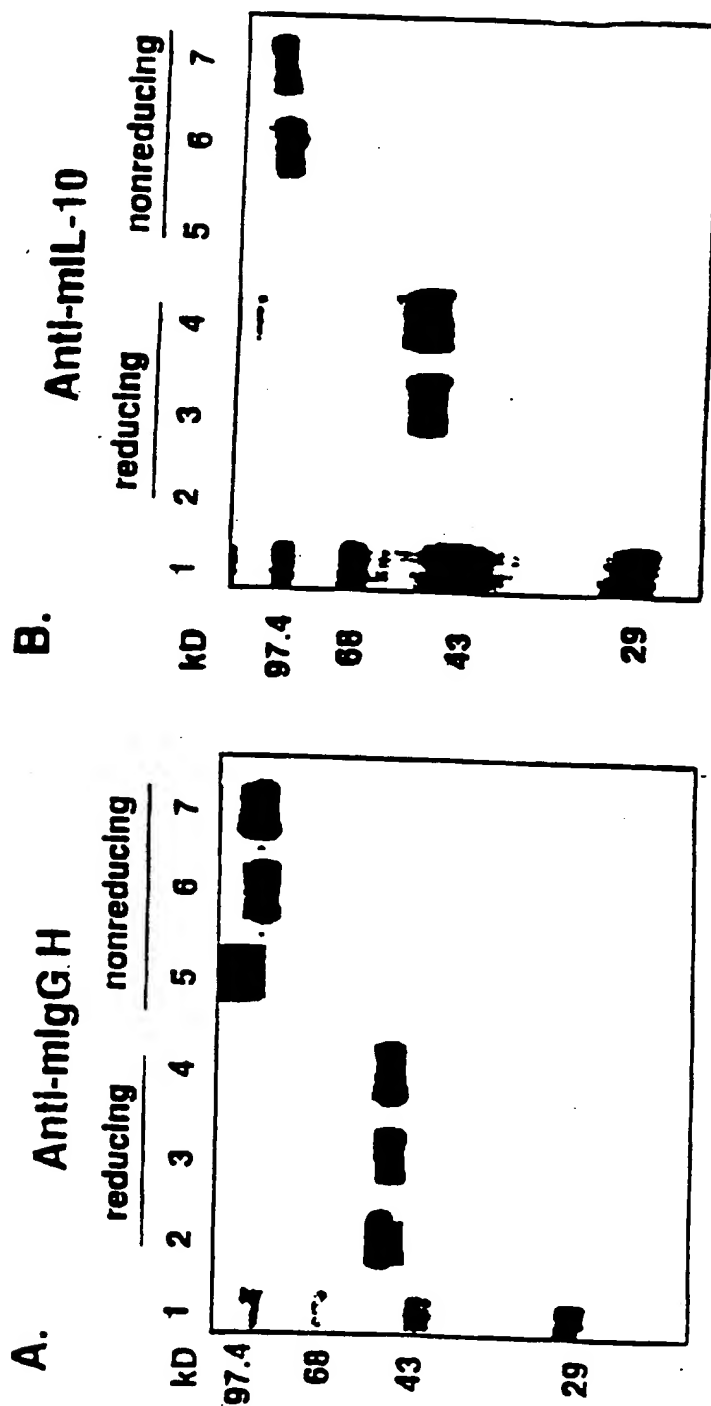 A.
Anti-mIgG.H
reducing nonreducing
kD 1 2 3 4 5 6 7
97.4
68
43
29
B.
Anti-mIL-10
reducing nonreducing
kD 1 2 3 4 5 6 7
97.4
68
43
29